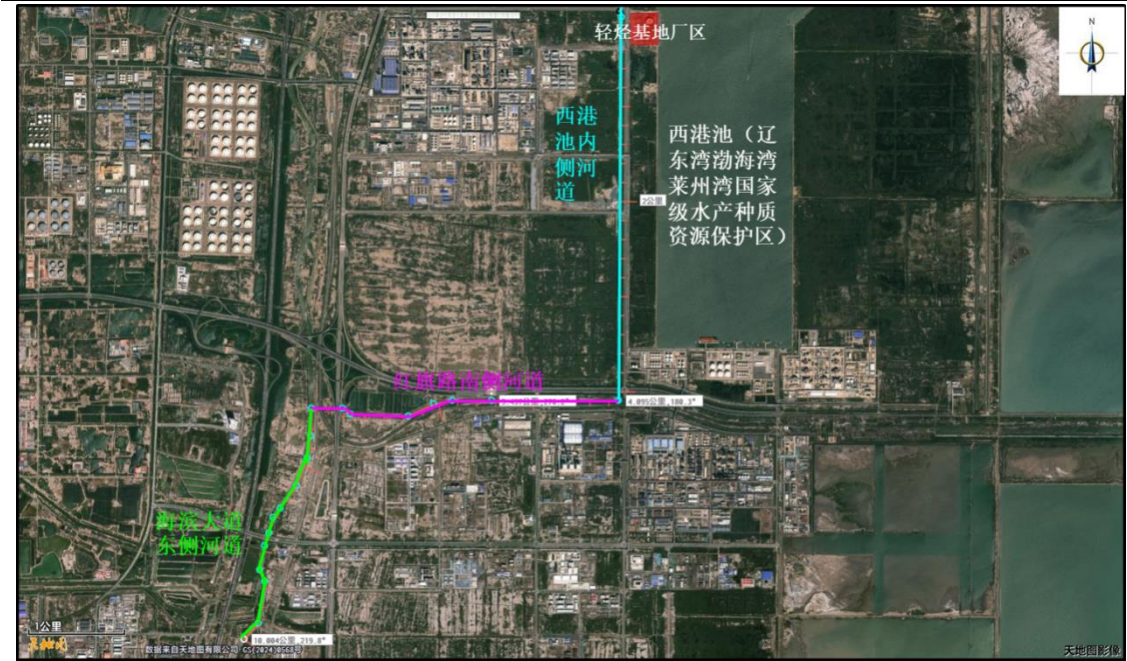 N
轻烃基地厂区
西港
池内
侧河
道
西港池（辽
东湾渤海湾
莱州湾国家
级水产种质
资源保护区）
2公里
红旗路南侧河道
4.095公里,180.3°
海滨大道
东侧河道
1公里
10.004公里,219.8°
天地图
数据来自天地图有限公司 GS(2024)0568号
天地图影像